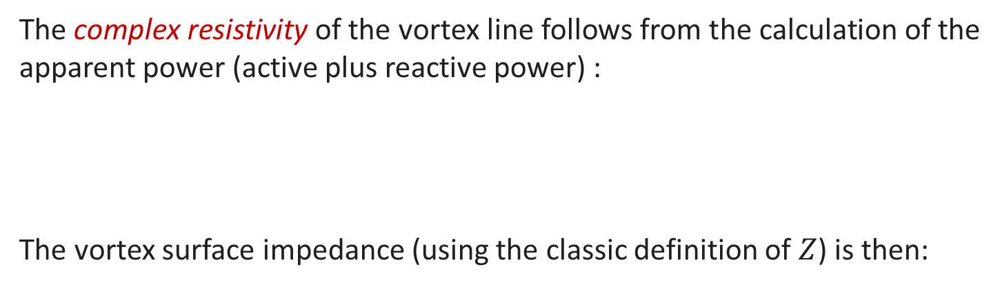 The complex resistivity of the vortex line follows from the calculation of the
apparent power (active plus reactive power) :
The vortex surface impedance (using the classic definition of Z) is then: